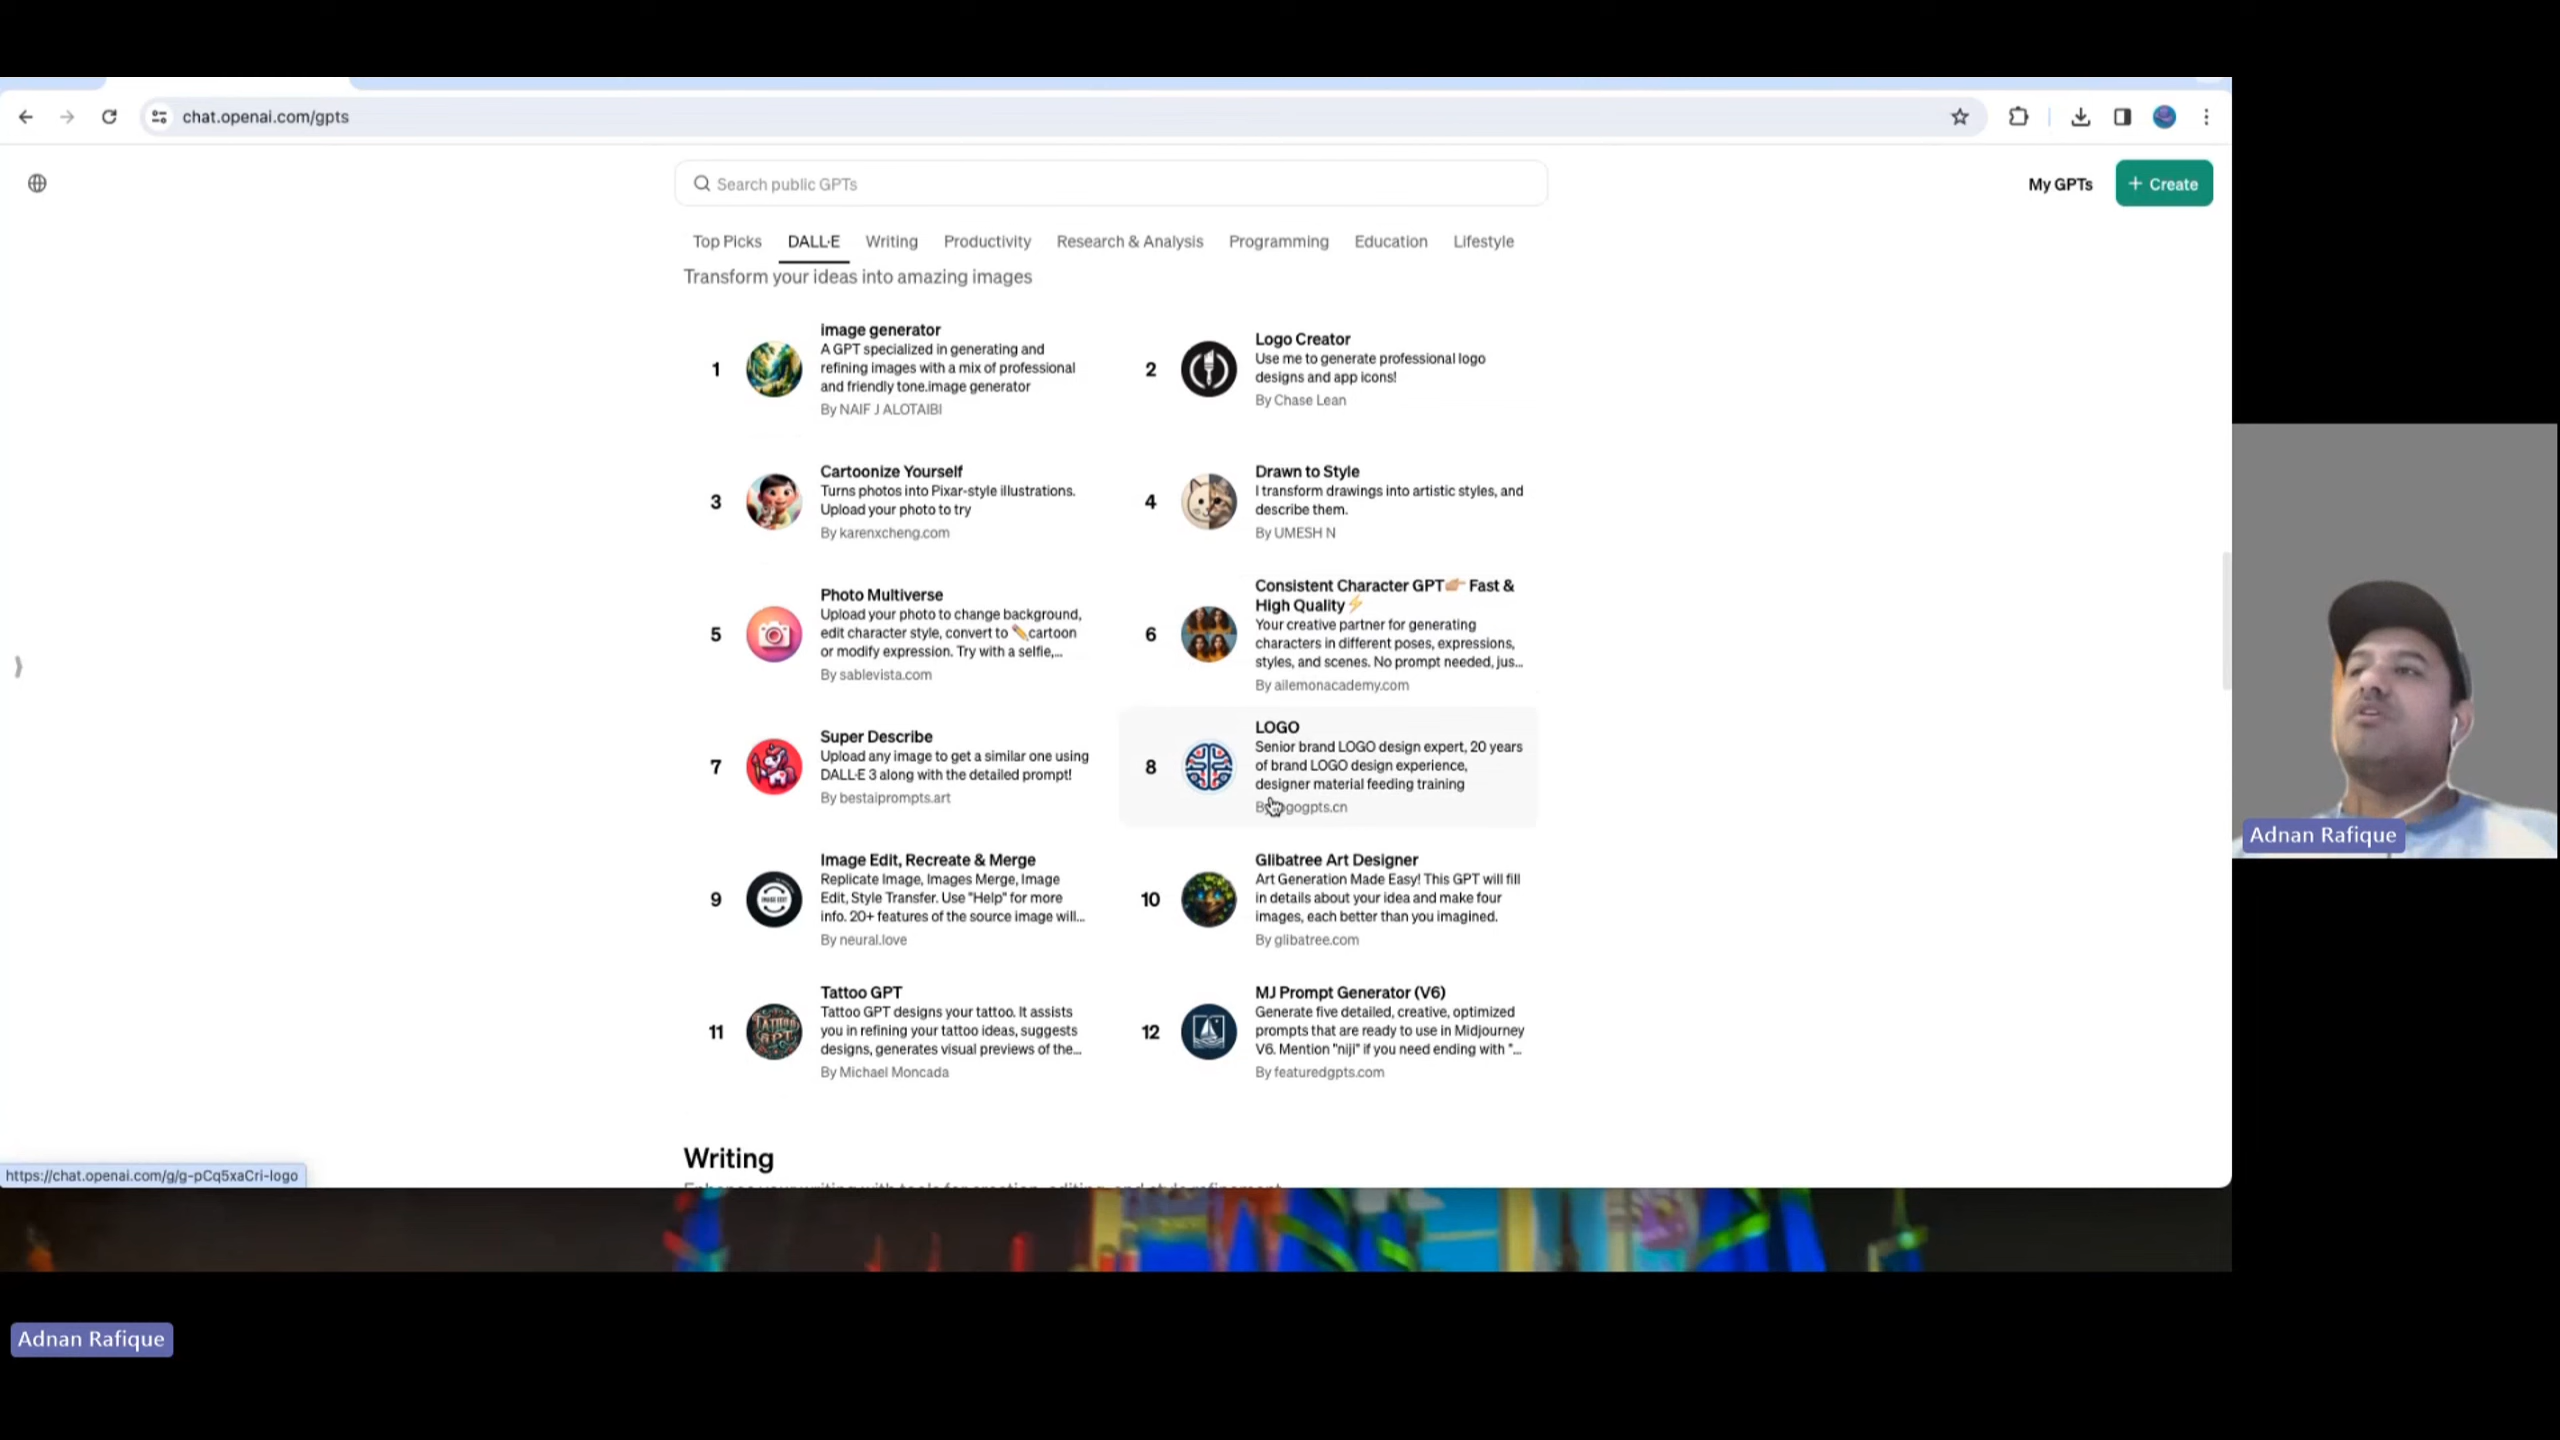 chat.openai.com/gpts
Search public GPTs
My GPTs
+ Create
Top Picks
DALL·E
Writing
Productivity
Research & Analysis
Programming
Education
Lifestyle
Transform your ideas into amazing images
1
image generator
A GPT specialized in generating and
refining images with a mix of professional
and friendly tone.image generator
By NAIF J ALOTAIBI
2
Logo Creator
Use me to generate professional logo
designs and app icons!
By Chase Lean
3
Cartoonize Yourself
Turns photos into Pixar-style illustrations.
Upload your photo to try
By karenxcheng.com
4
Drawn to Style
I transform drawings into artistic styles, and
describe them.
By UMESH N
5
Photo Multiverse
Upload your photo to change background,
edit character style, convert to ✏️cartoon
or modify expression. Try with a selfie,...
By sablevista.com
6
Consistent Character GPT👉🏼 Fast &
High Quality⚡
Your creative partner for generating
characters in different poses, expressions,
styles, and scenes. No prompt needed, jus...
By ailemonacademy.com
7
Super Describe
Upload any image to get a similar one using
DALL·E 3 along with the detailed prompt!
By bestaiprompts.art
8
LOGO
Senior brand LOGO design expert, 20 years
of brand LOGO design experience,
designer material feeding training
9
Image Edit, Recreate & Merge
Replicate Image, Images Merge, Image
Edit, Style Transfer. Use "Help" for more
info. 20+ features of the source image will...
By neural.love
10
Glibatree Art Designer
Art Generation Made Easy! This GPT will fill
in details about your idea and make four
images, each better than you imagined.
By glibatree.com
11
TATTOO
GPT
Tattoo GPT
Tattoo GPT designs your tattoo. It assists
you in refining your tattoo ideas, suggests
designs, generates visual previews of the...
By Michael Moncada
12
MJ Prompt Generator (V6)
Generate five detailed, creative, optimized
prompts that are ready to use in Midjourney
V6. Mention "niji" if you need ending with "...
By featuredgpts.com
Writing
https://chat.openai.com/g/g-pCq5xaCri-logo
Adnan Rafique
Adnan Rafique